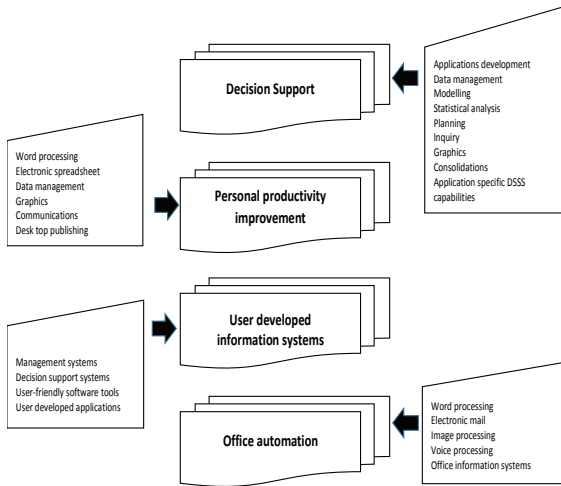 Decision Support
Applications development
Data management
Modelling
Statistical analysis
Planning
Inquiry
Graphics
Consolidations
Application specific DSSS
capabilities
Word processing
Electronic spreadsheet
Data management
Graphics
Communications
Desk top publishing
Personal productivity
improvement
Management systems
Decision support systems
User-friendly software tools
User developed applications
User developed
information systems
Office automation
Word processing
Electronic mail
Image processing
Voice processing
Office information systems